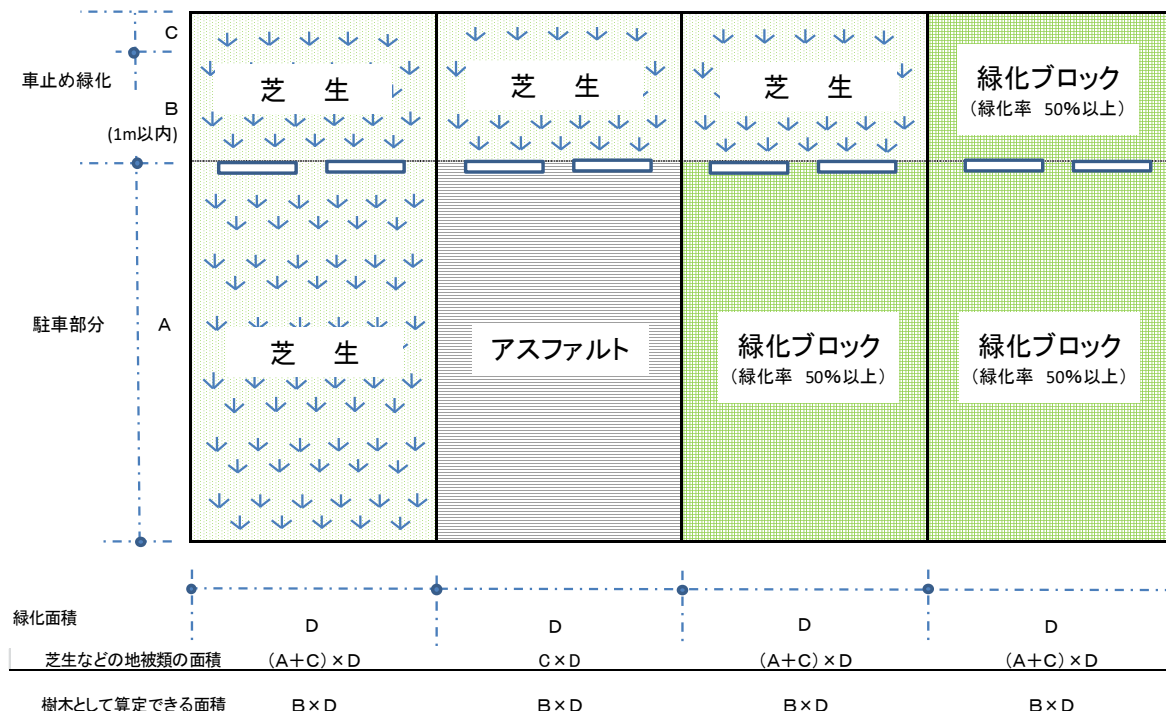 C
車止め緑化
B
(1m以内)
芝 生
芝 生
芝 生
緑化ブロック
(緑化率 50%以上)
駐車部分
A
芝 生
アスファルト
緑化ブロック
(緑化率 50%以上)
緑化ブロック
(緑化率 50%以上)
緑化面積
D
D
D
D
芝生などの地被類の面積 (A+C)×D C×D (A+C)×D (A+C)×D
樹木として算定できる面積 B×D B×D B×D B×D